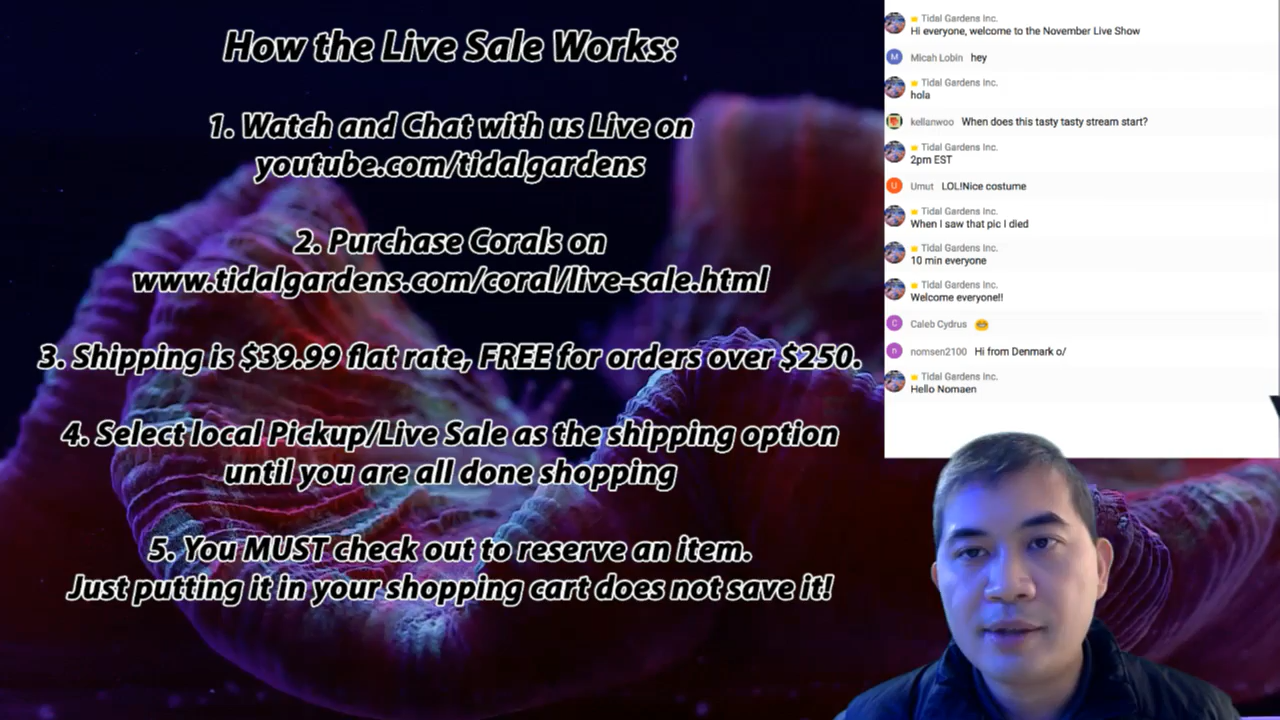 How the Live Sale Works:
1. Watch and Chat with us Live on
youtube.com/tidalgardens
2. Purchase Corals on
www.tidalgardens.com/coral/live-sale.html
3. Shipping is $39.99 flat rate, FREE for orders over $250.
4. Select local Pickup/Live Sale as the shipping option
until you are all done shopping
5. You MUST check out to reserve an item.
Just putting it in your shopping cart does not save it!
Tidal Gardens Inc.
Hi everyone, welcome to the November Live Show
M Micah Lobin hey
Tidal Gardens Inc.
hola
kellanwoo When does this tasty tasty stream start?
Tidal Gardens Inc.
2pm EST
U Umut LOL!Nice costume
Tidal Gardens Inc.
When I saw that pic I died
Tidal Gardens Inc.
10 min everyone
Tidal Gardens Inc.
Welcome everyone!!
C Caleb Cydrus 😂
n nomsen2100 Hi from Denmark o/
Tidal Gardens Inc.
Hello Nomaen